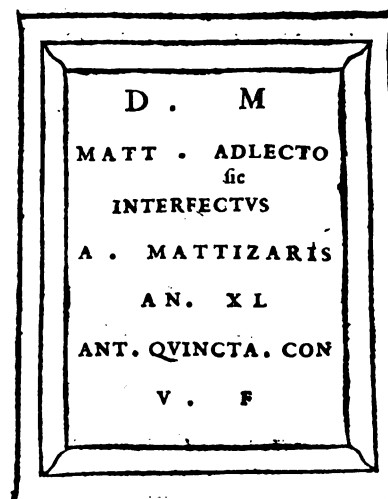 D . M
MATT . ADLECTO
sic
INTERFECTVS
A . MATTIZARIS
AN. XL
ANT. QVINCTA. CON
V . F